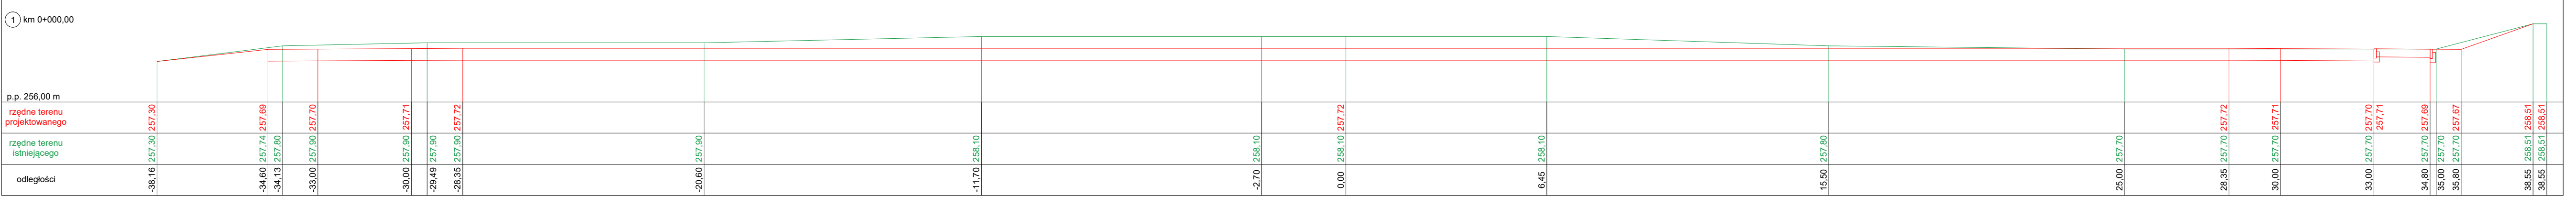 1 km 0+000,00
p.p. 256,00 m
rzędne terenu
projektowanego
257,30 257,69 257,70 257,71 257,72 257,72 257,72 257,71 257,70 257,71 257,69 257,67 258,51 258,51
rzędne terenu
istniejącego
257,30 257,74 257,80 257,90 257,90 257,90 257,90 257,90 258,10 258,10 258,10 258,10 257,80 257,70 257,70 257,70 257,70 257,70 257,70 257,70 258,51 258,51
odległości
-38,16 -34,60 -34,13 -33,00 -30,00 -29,49 -28,35 -20,60 -11,70 -2,70 0,00 6,45 15,50 25,00 28,35 30,00 33,00 34,80 35,00 35,80 38,55 38,55